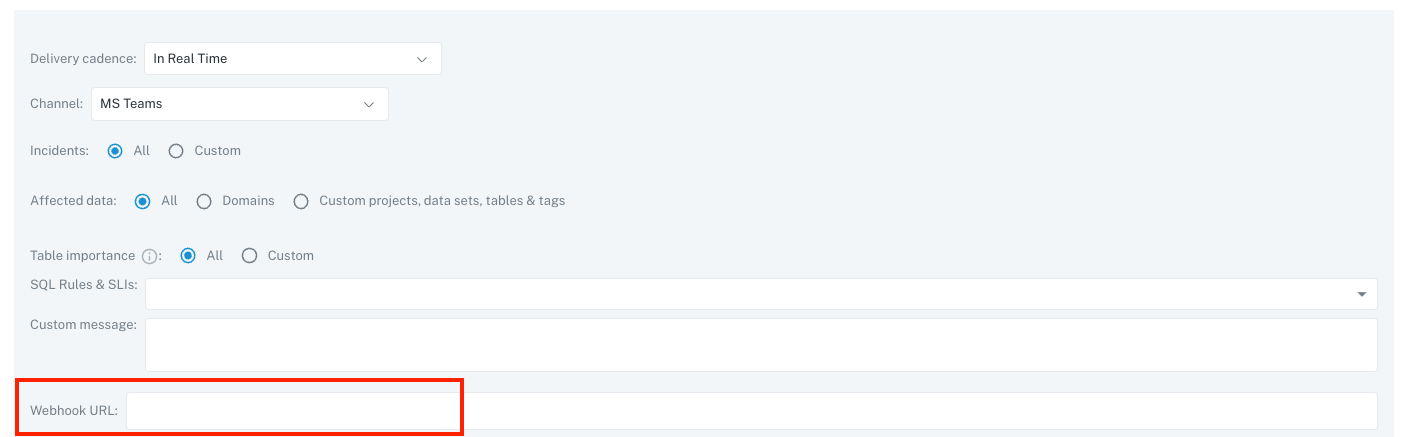 Delivery cadence: In Real Time
Channel: MS Teams
Incidents: All Custom
Affected data: All Domains Custom projects, data sets, tables & tags
Table importance i: All Custom
SQL Rules & SLIs:
Custom message:
Webhook URL: